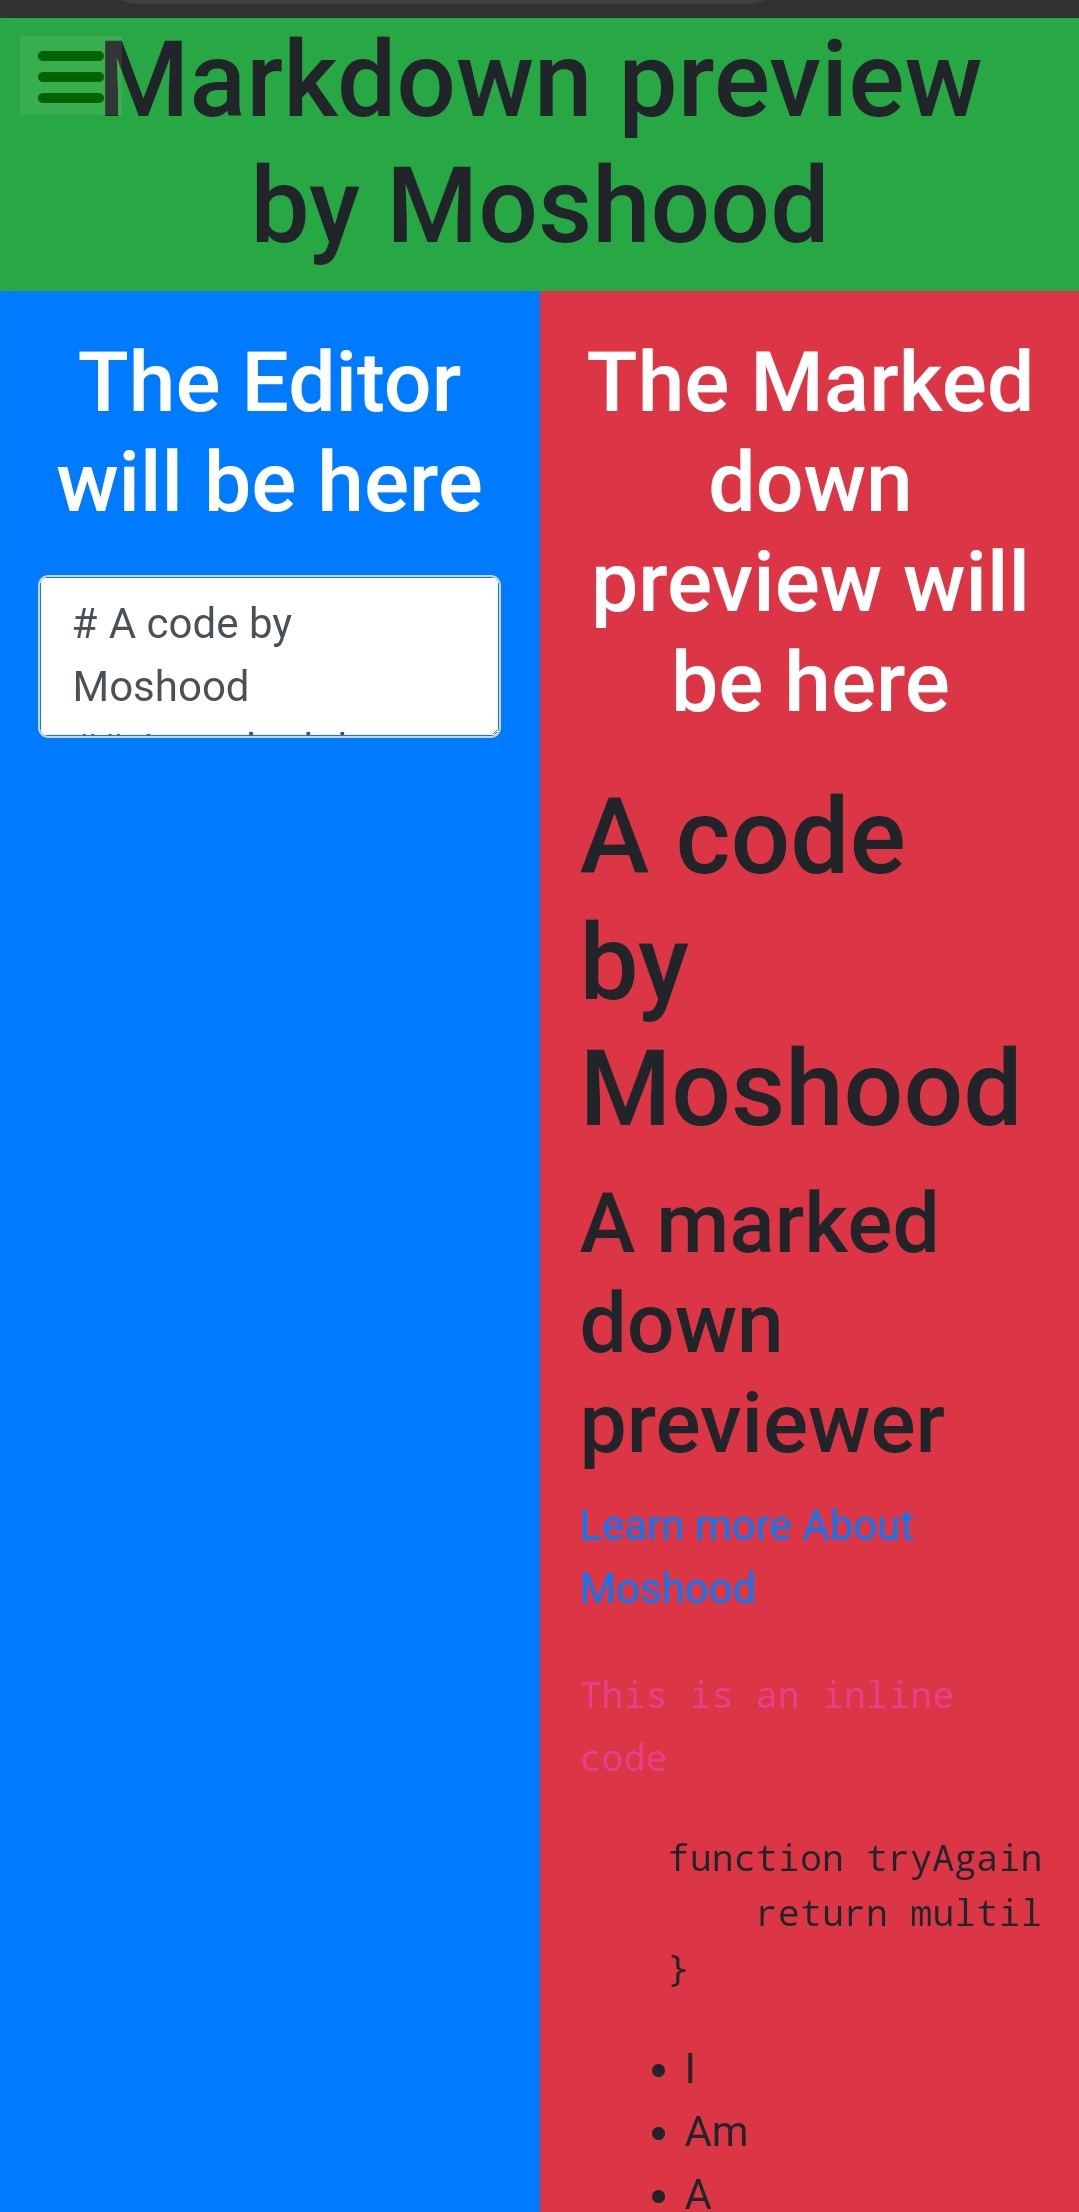 Markdown preview
by Moshood
The Editor
will be here
# A code by
Moshood
The Marked
down
preview will
be here
A code
by
Moshood
A marked
down
previewer
Learn more About
Moshood
This is an inline
code
function tryAgain
return multil
}
• I
• Am
• A